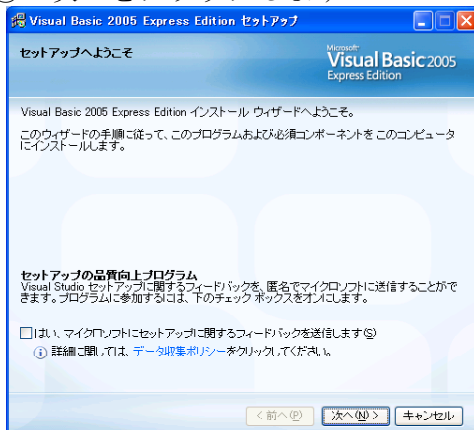 Visual Basic 2005 Express Edition セットアップ
セットアップへようこそ
Microsoft
Visual Basic 2005
Express Edition
Visual Basic 2005 Express Edition インストール ウィザードへようこそ。
このウィザードの手順に従って、このプログラムおよび必須コンポーネントを このコンピュータ
にインストールします。
セットアップの品質向上プログラム
Visual Studio セットアップに関するフィードバックを、匿名でマイクロソフトに送信することがで
きます。プログラムに参加するには、下のチェック ボックスをオンにします。
はい、マイクロソフトにセットアップに関するフィードバックを送信します(S)
詳細に関しては、データ収集ポリシーをクリックしてください。
< 前へ(P)
次へ(N) >
キャンセル